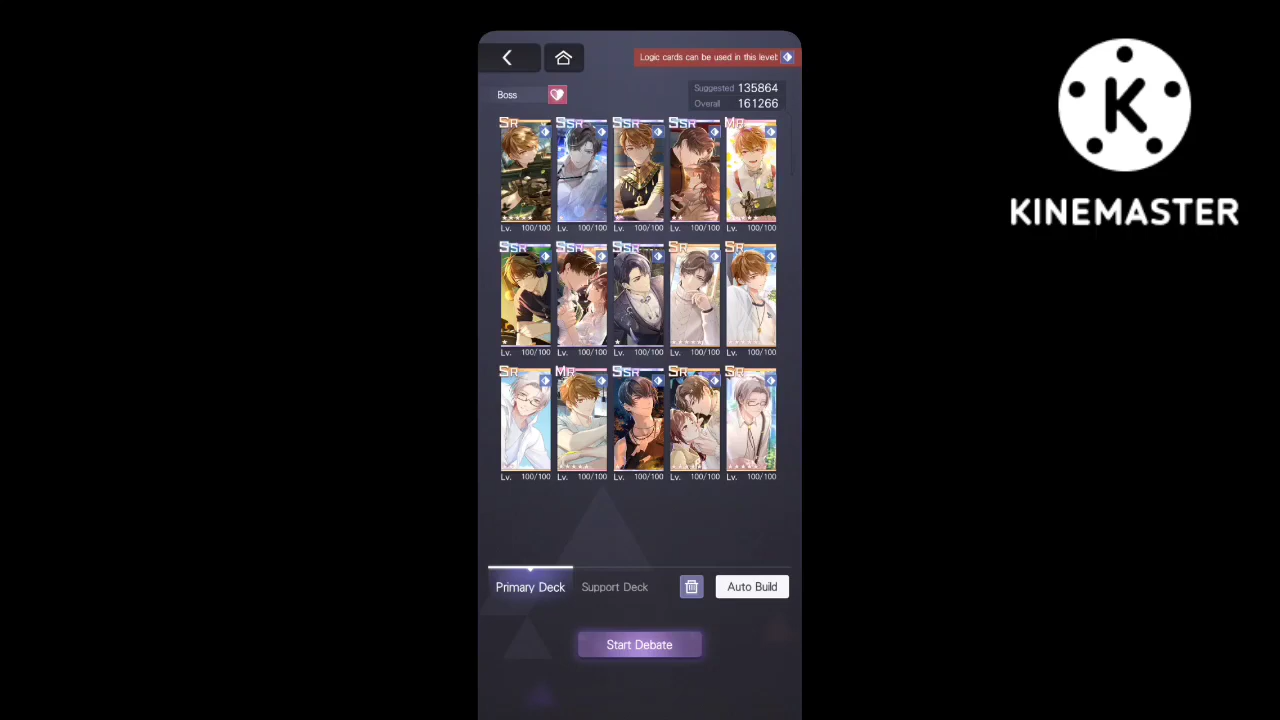 Logic cards can be used in this level:
Boss
Suggested 135864
Overall 161266
SR SSR SSR SSR MR
Lv. 100/100 Lv. 100/100 Lv. 100/100 Lv. 100/100 Lv. 100/100
SSR SSR SSR SR SR
Lv. 100/100 Lv. 100/100 Lv. 100/100 Lv. 100/100 Lv. 100/100
SR MR SSR SR SR
Lv. 100/100 Lv. 100/100 Lv. 100/100 Lv. 100/100 Lv. 100/100
Primary Deck Support Deck Auto Build
Start Debate
K
KINEMASTER